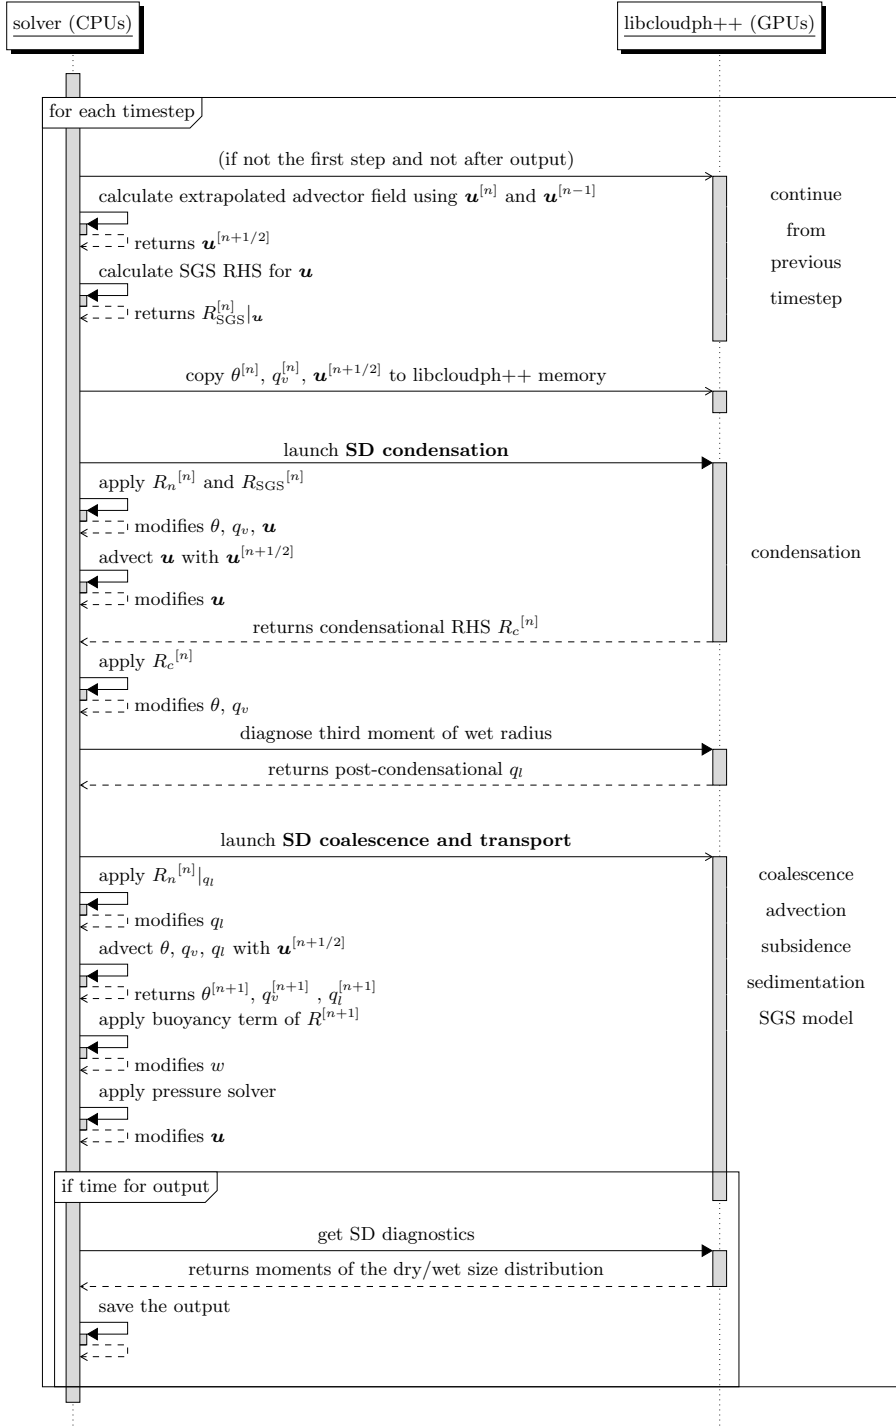 solver (CPUs)
libcloudph++ (GPUs)
for each timestep
(if not the first step and not after output)
calculate extrapolated advector field using u^[n] and u^[n−1]
returns u^[n+1/2]
calculate SGS RHS for u
returns R_SGS^[n]|_u
continue
from
previous
timestep
copy θ^[n], q_v^[n], u^[n+1/2] to libcloudph++ memory
launch SD condensation
apply R_n^[n] and R_SGS^[n]
modifies θ, q_v, u
advect u with u^[n+1/2]
modifies u
condensation
returns condensational RHS R_c^[n]
apply R_c^[n]
modifies θ, q_v
diagnose third moment of wet radius
returns post-condensational q_l
launch SD coalescence and transport
apply R_n^[n]|_q_l
modifies q_l
advect θ, q_v, q_l with u^[n+1/2]
returns θ^[n+1], q_v^[n+1] , q_l^[n+1]
apply buoyancy term of R^[n+1]
modifies w
apply pressure solver
modifies u
coalescence
advection
subsidence
sedimentation
SGS model
if time for output
get SD diagnostics
returns moments of the dry/wet size distribution
save the output